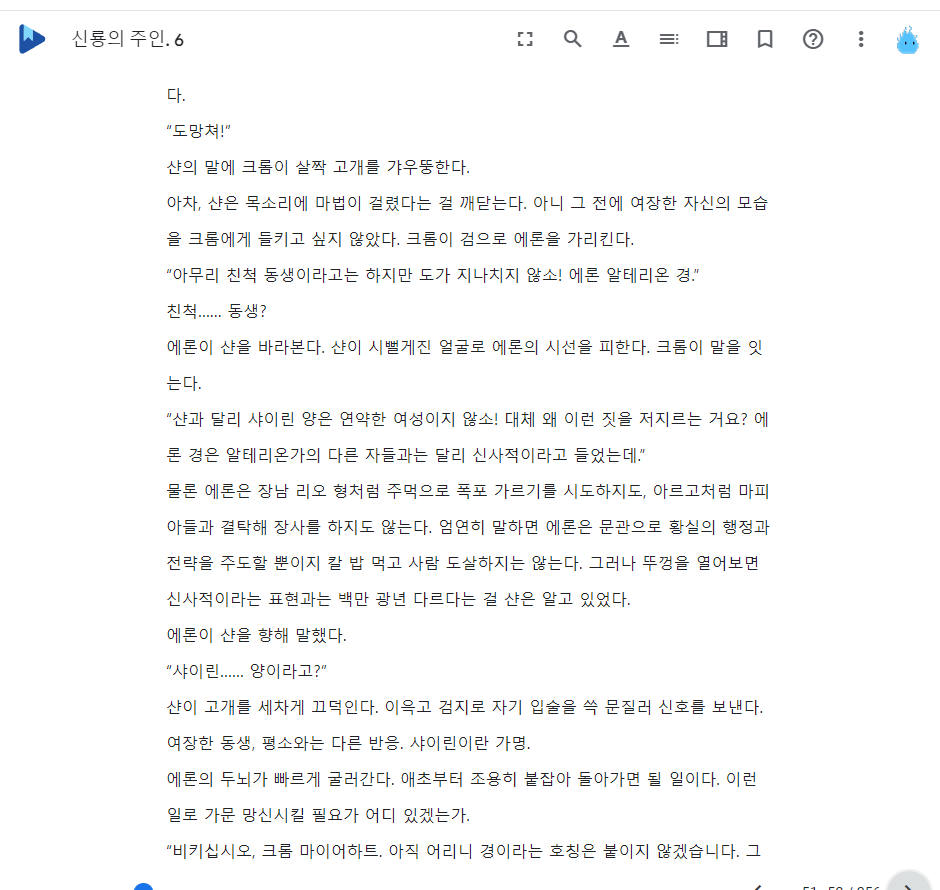 신룡의 주인. 6
다.
"도망쳐!"
샨의 말에 크롬이 살짝 고개를 갸우뚱한다.
아차, 샨은 목소리에 마법이 걸렸다는 걸 깨닫는다. 아니 그 전에 여장한 자신의 모습
을 크롬에게 들키고 싶지 않았다. 크롬이 검으로 에론을 가리킨다.
"아무리 친척 동생이라고는 하지만 도가 지나치지 않소! 에론 알테리온 경."
친척...... 동생?
에론이 샨을 바라본다. 샨이 시뻘게진 얼굴로 에론의 시선을 피한다. 크롬이 말을 잇
는다.
"샨과 달리 샤이린 양은 연약한 여성이지 않소! 대체 왜 이런 짓을 저지르는 거요? 에
론 경은 알테리온가의 다른 자들과는 달리 신사적이라고 들었는데."
물론 에론은 장남 리오 형처럼 주먹으로 폭포 가르기를 시도하지도, 아르고처럼 마피
아들과 결탁해 장사를 하지도 않는다. 엄연히 말하면 에론은 문관으로 황실의 행정과
전략을 주도할 뿐이지 칼 밥 먹고 사람 도살하지는 않는다. 그러나 뚜껑을 열어보면
신사적이라는 표현과는 백만 광년 다르다는 걸 샨은 알고 있었다.
에론이 샨을 향해 말했다.
"샤이린...... 양이라고?"
샨이 고개를 세차게 끄덕인다. 이윽고 검지로 자기 입술을 쓱 문질러 신호를 보낸다.
여장한 동생, 평소와는 다른 반응. 샤이린이란 가명.
에론의 두뇌가 빠르게 굴러간다. 애초부터 조용히 붙잡아 돌아가면 될 일이다. 이런
일로 가문 망신시킬 필요가 어디 있겠는가.
"비키십시오, 크롬 마이어하트. 아직 어리니 경이라는 호칭은 붙이지 않겠습니다. 그